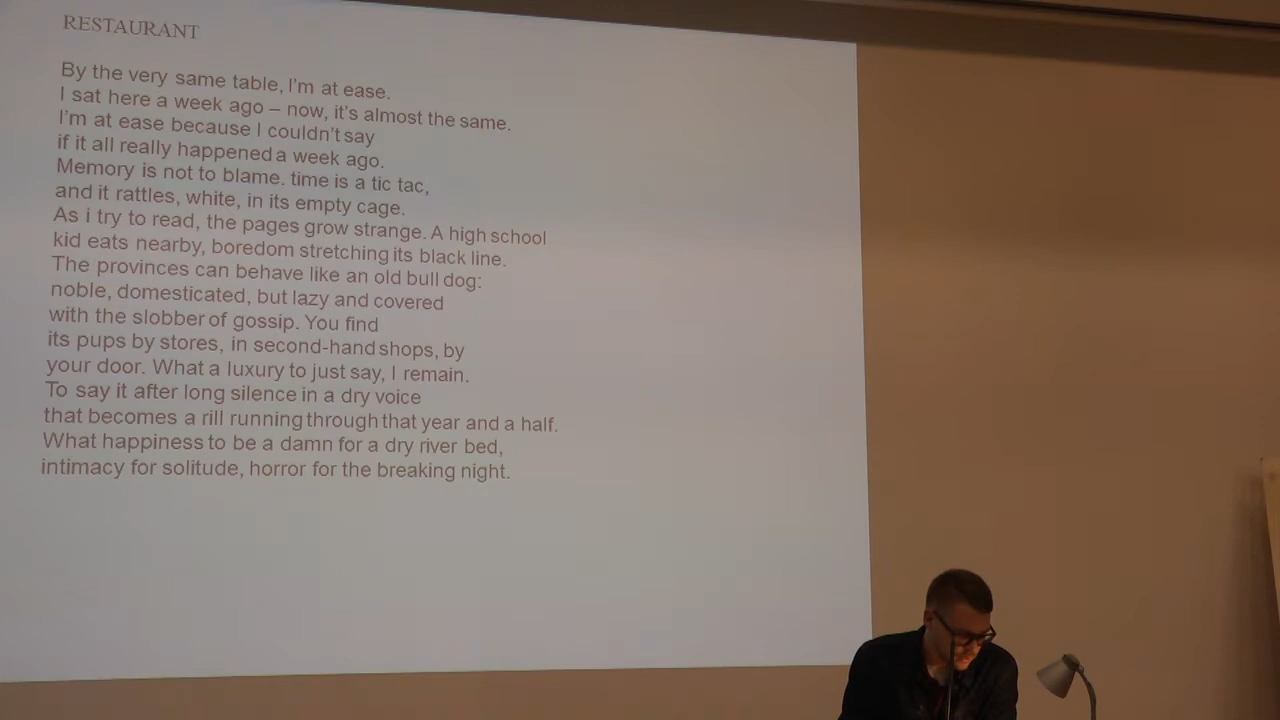 RESTAURANT
By the very same table, I'm at ease.
I sat here a week ago – now, it's almost the same.
I'm at ease because I couldn't say
if it all really happened a week ago.
Memory is not to blame. time is a tic tac,
and it rattles, white, in its empty cage.
As i try to read, the pages grow strange. A high school
kid eats nearby, boredom stretching its black line.
The provinces can behave like an old bull dog:
noble, domesticated, but lazy and covered
with the slobber of gossip. You find
its pups by stores, in second-hand shops, by
your door. What a luxury to just say, I remain.
To say it after long silence in a dry voice
that becomes a rill running through that year and a half.
What happiness to be a damn for a dry river bed,
intimacy for solitude, horror for the breaking night.